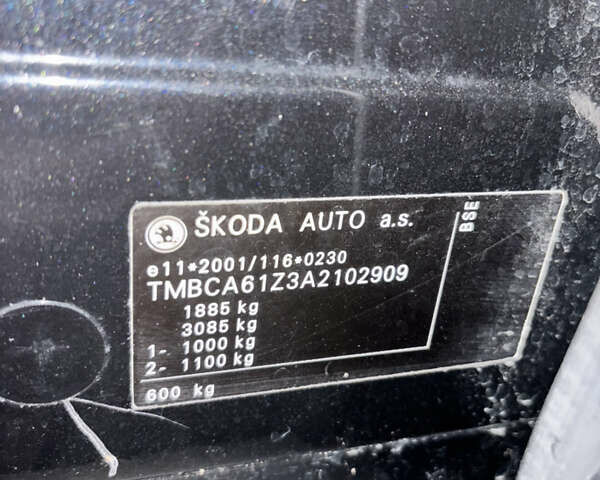 ŠKODA AUTO a.s.
BSE
e11*2001/116*0230
TMBCA61Z3A2102909
1885 kg
3085 kg
1- 1000 kg
2- 1100 kg
600 kg